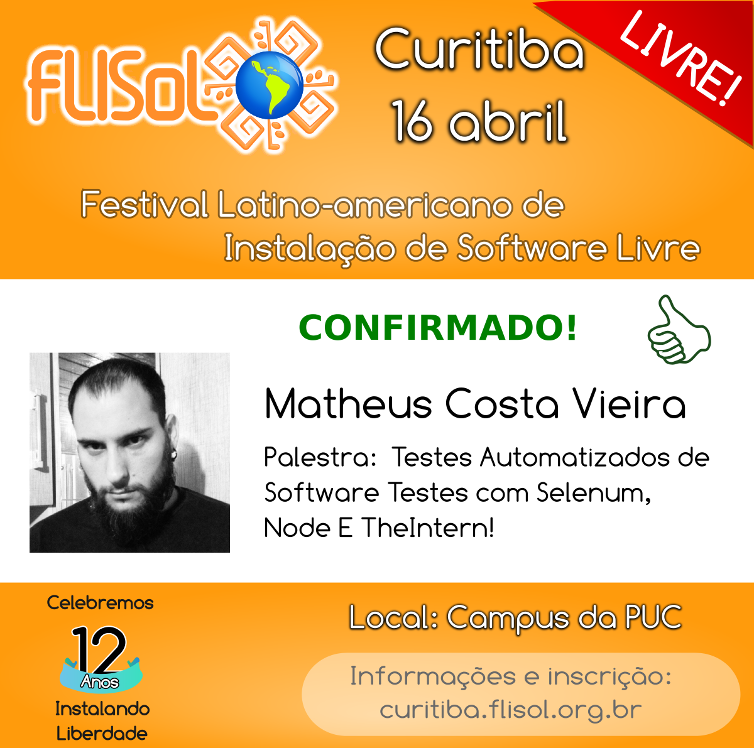 FLISoL
Curitiba
16 abril
LIVRE!
Festival Latino-americano de
Instalação de Software Livre
CONFIRMADO!
Matheus Costa Vieira
Palestra: Testes Automatizados de
Software Testes com Selenum,
Node E TheIntern!
Celebremos
12
Anos
Instalando
Liberdade
Local: Campus da PUC
Informações e inscrição:
curitiba.flisol.org.br